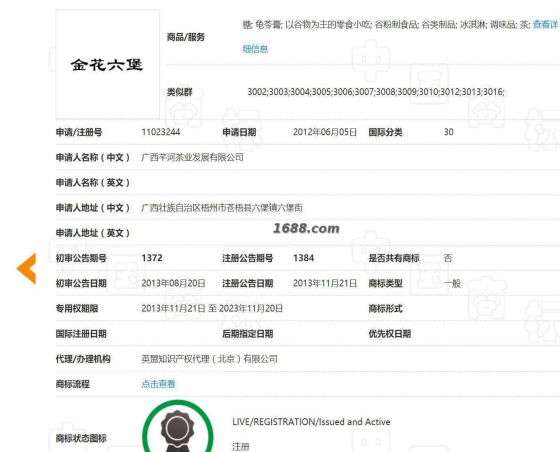 金花六堡
商品/服务
糖; 龟苓膏; 以谷物为主的零食小吃; 谷粉制食品; 谷类制品; 冰淇淋; 调味品; 茶; 查看详
细信息
类似群 3002;3003;3004;3005;3006;3007;3008;3009;3010;3012;3013;3016;
申请/注册号 11023244 申请日期 2012年06月05日 国际分类 30
申请人名称（中文） 广西芊河茶业发展有限公司
申请人名称（英文）
申请人地址（中文） 广西壮族自治区梧州市苍梧县六堡镇六堡街
申请人地址（英文）
1688.com
初审公告期号 1372 注册公告期号 1384 是否共有商标 否
初审公告日期 2013年08月20日 注册公告日期 2013年11月21日 商标类型 一般
专用权期限 2013年11月21日 至 2023年11月20日 商标形式
国际注册日期 后期指定日期 优先权日期
代理/办理机构 英盟知识产权代理（北京）有限公司
商标流程 点击查看
商标状态图标
LIVE/REGISTRATION/Issued and Active
注册
中国商标网